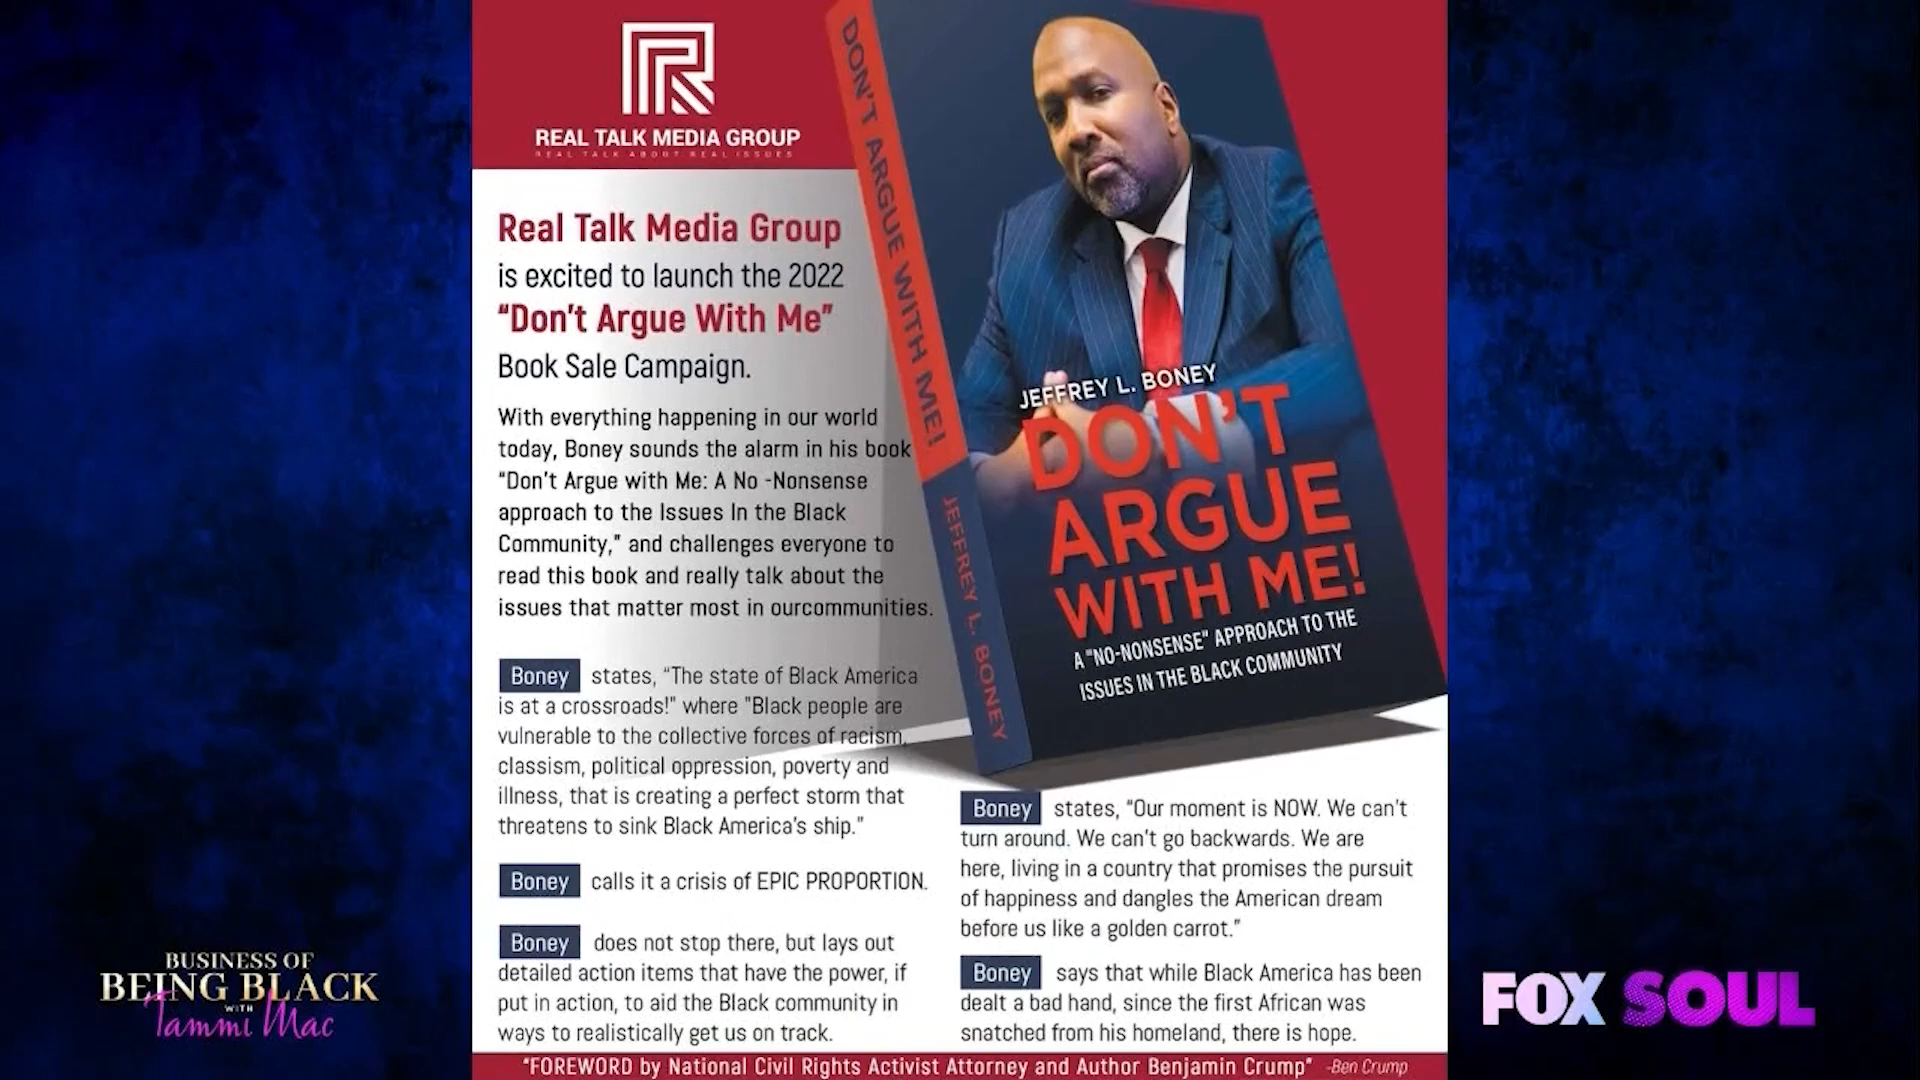 REAL TALK MEDIA GROUP
REAL TALK ABOUT REAL ISSUES
Real Talk Media Group
is excited to launch the 2022
“Don't Argue With Me”
Book Sale Campaign.
With everything happening in our world
today, Boney sounds the alarm in his book
“Don't Argue with Me: A No -Nonsense
approach to the Issues In the Black
Community,” and challenges everyone to
read this book and really talk about the
issues that matter most in ourcommunities.
Boney states, “The state of Black America
is at a crossroads!" where "Black people are
vulnerable to the collective forces of racism,
classism, political oppression, poverty and
illness, that is creating a perfect storm that
threatens to sink Black America's ship.”
Boney calls it a crisis of EPIC PROPORTION.
Boney does not stop there, but lays out
detailed action items that have the power, if
put in action, to aid the Black community in
ways to realistically get us on track.
DON'T ARGUE WITH ME!
JEFFREY L. BONEY
JEFFREY L. BONEY
DON'T
ARGUE
WITH ME!
A "NO-NONSENSE" APPROACH TO THE
ISSUES IN THE BLACK COMMUNITY
Boney states, “Our moment is NOW. We can't
turn around. We can't go backwards. We are
here, living in a country that promises the pursuit
of happiness and dangles the American dream
before us like a golden carrot.”
Boney says that while Black America has been
dealt a bad hand, since the first African was
snatched from his homeland, there is hope.
“FOREWORD by National Civil Rights Activist Attorney and Author Benjamin Crump” -Ben Crump
BUSINESS OF
BEING BLACK
WITH
Tammi Mac
FOX SOUL